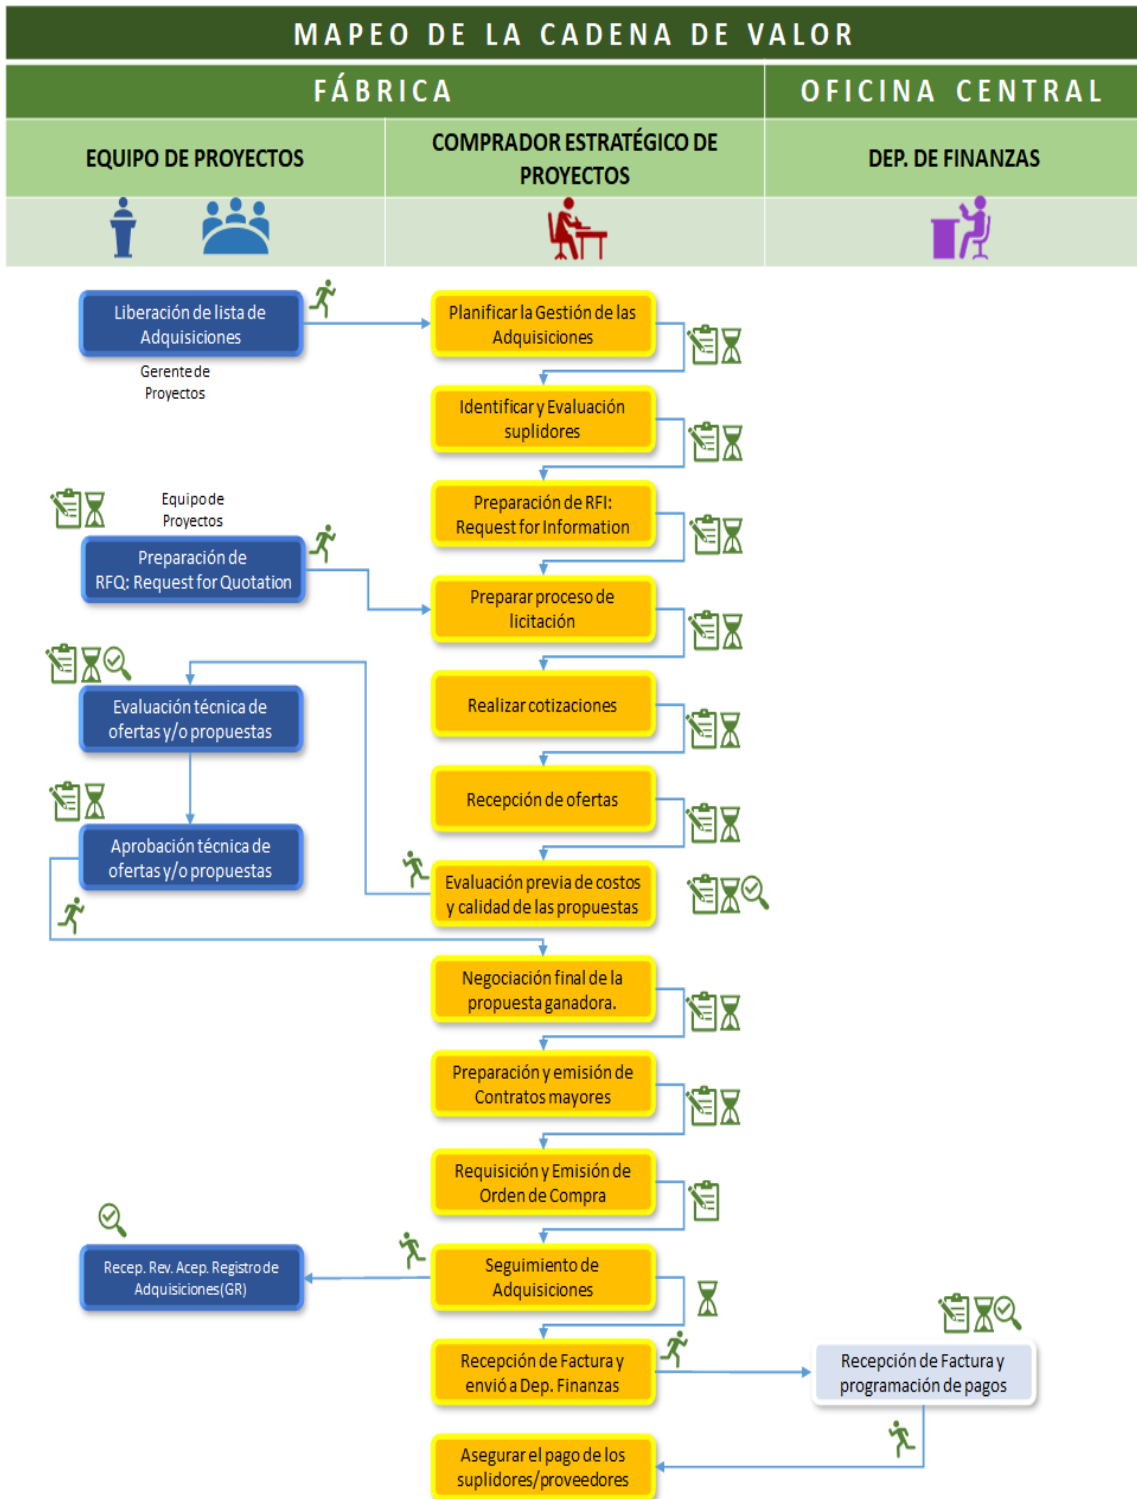 MAPEO DE LA CADENA DE VALOR
FÁBRICA
OFICINA CENTRAL
EQUIPO DE PROYECTOS
COMPRADOR ESTRATÉGICO DE
PROYECTOS
DEP. DE FINANZAS
Liberación de lista de
Adquisiciones
Gerente de
Proyectos
Planificar la Gestión de las
Adquisiciones
Identificar y Evaluación
suplidores
Preparación de RFI:
Request for Information
Equipo de
Proyectos
Preparación de
RFQ: Request for Quotation
Preparar proceso de
licitación
Realizar cotizaciones
Evaluación técnica de
ofertas y/o propuestas
Recepción de ofertas
Aprobación técnica de
ofertas y/o propuestas
Evaluación previa de costos
y calidad de las propuestas
Negociación final de la
propuesta ganadora.
Preparación y emisión de
Contratos mayores
Requisición y Emisión de
Orden de Compra
Recep. Rev. Acep. Registro de
Adquisiciones(GR)
Seguimiento de
Adquisiciones
Recepción de Factura y
envió a Dep. Finanzas
Recepción de Factura y
programación de pagos
Asegurar el pago de los
suplidores/proveedores